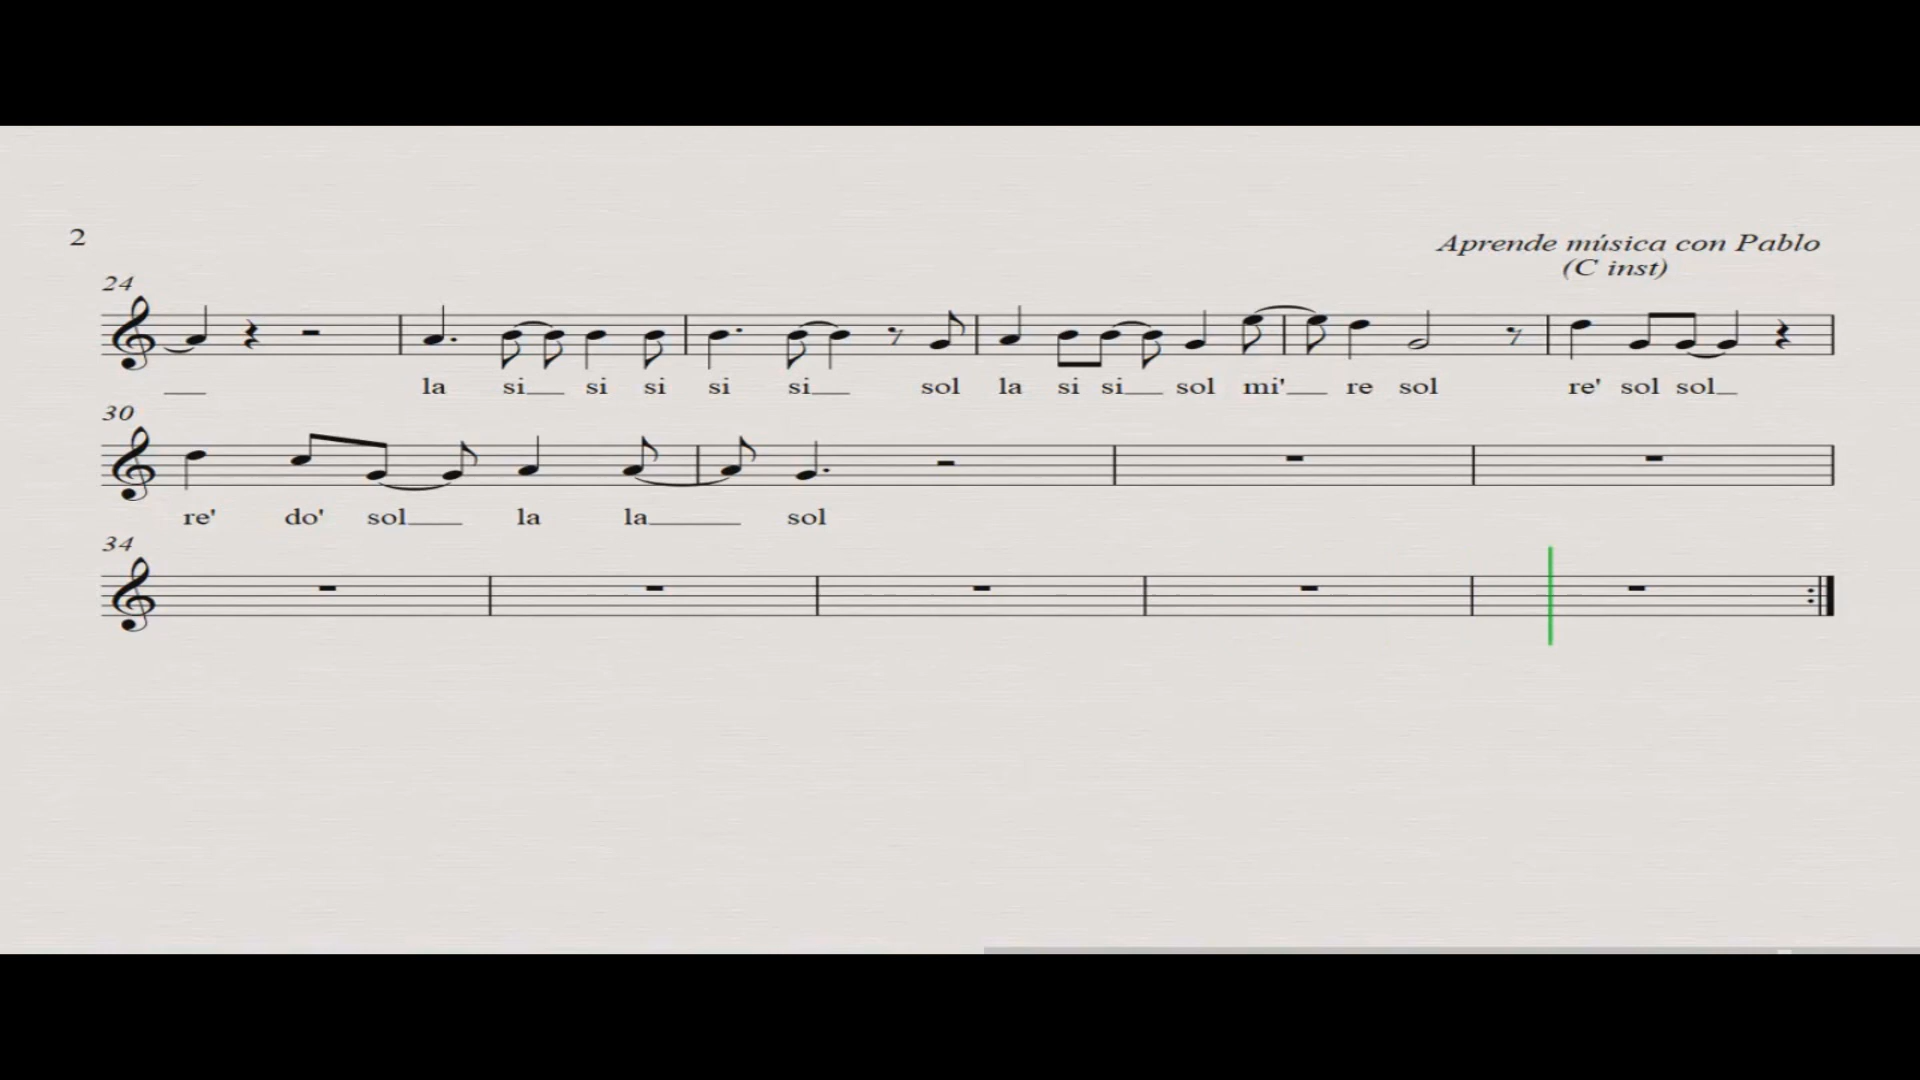 2
Aprende música con Pablo
(C inst)
24
la si si si si si sol la si si sol mi' re sol re' sol sol
30
re' do' sol la la sol
34